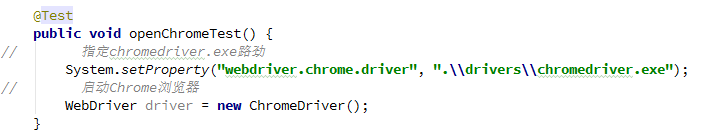 @Test
public void openChromeTest() {
//        指定chromedriver.exe路动
System.setProperty("webdriver.chrome.driver", ".\\drivers\\chromedriver.exe");
//        启动Chrome浏览器
WebDriver driver = new ChromeDriver();
}